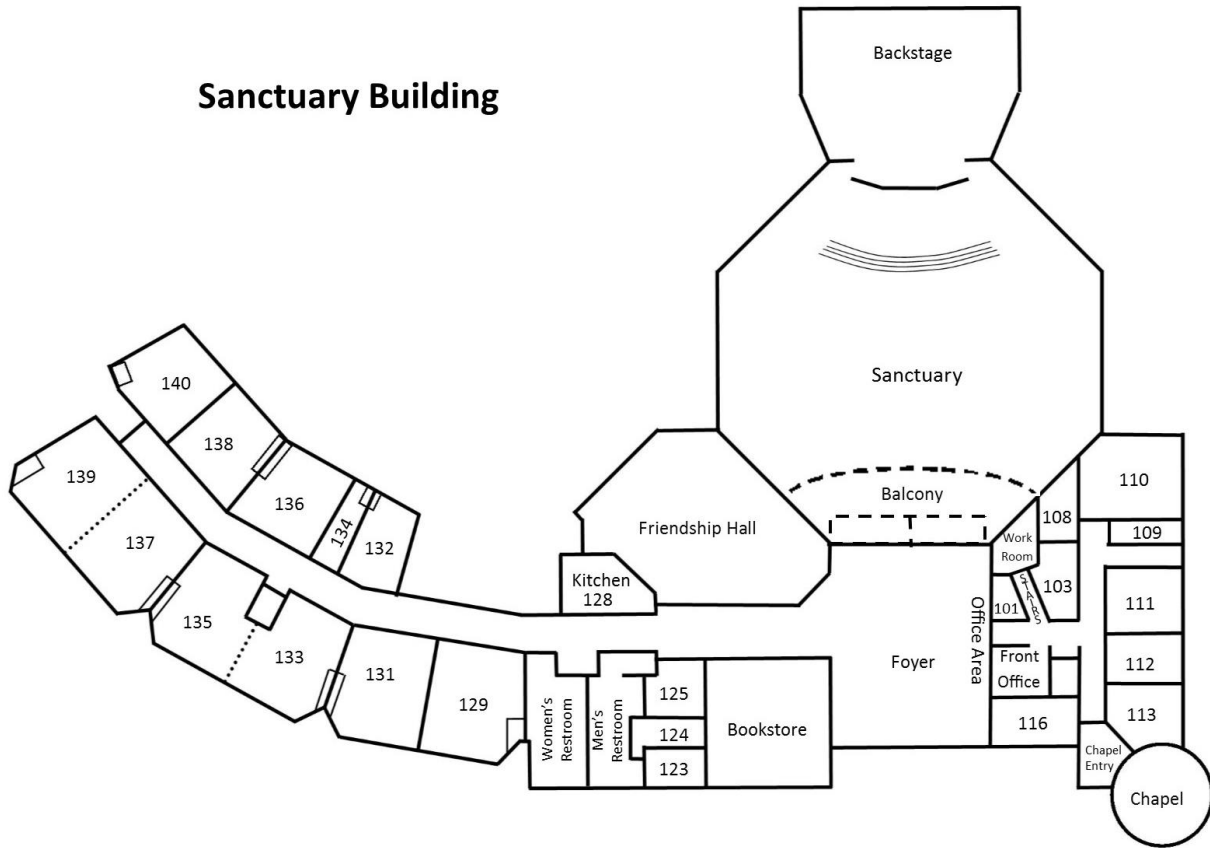 Backstage
Sanctuary Building
Sanctuary
140
138
139
136
137
134
132
135
133
131
129
Friendship Hall
Kitchen
128
Balcony
110
108
109
Work
Room
103
101
STAIRS
111
Office Area
Foyer
Front
Office
112
116
113
Women's
Restroom
Men's
Restroom
125
124
123
Bookstore
Chapel
Entry
Chapel